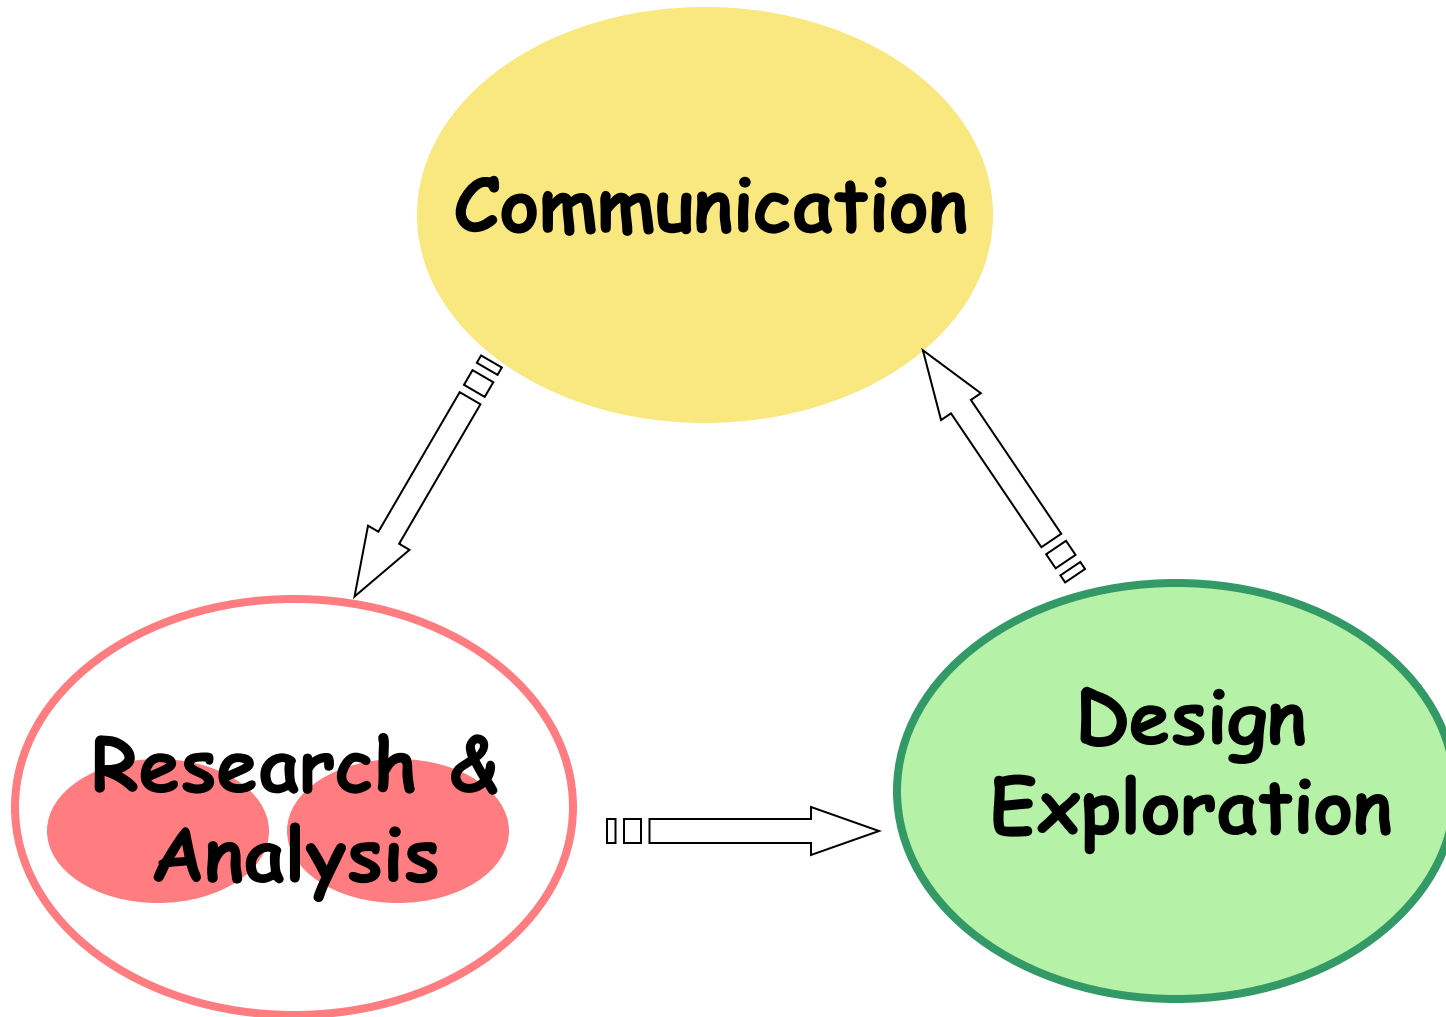 Communication
Research &
Analysis
Design
Exploration